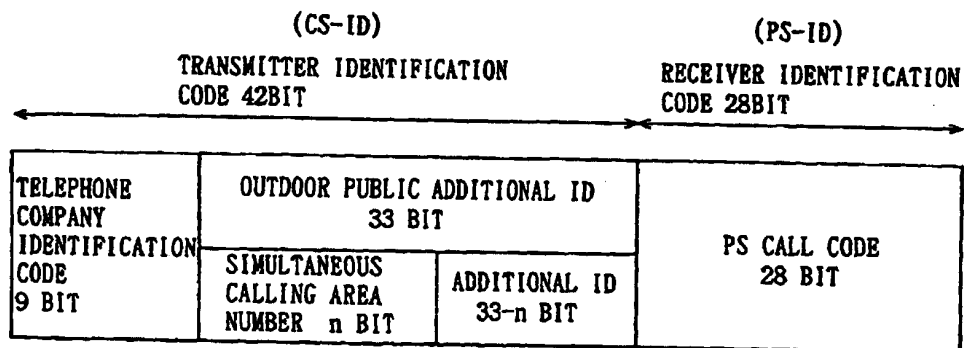 (CS-ID)
TRANSMITTER IDENTIFICATION
CODE 42BIT
(PS-ID)
RECEIVER IDENTIFICATION
CODE 28BIT
TELEPHONE
COMPANY
IDENTIFICATION
CODE
9 BIT
OUTDOOR PUBLIC ADDITIONAL ID
33 BIT
SIMULTANEOUS
CALLING AREA
NUMBER n BIT
ADDITIONAL ID
33-n BIT
PS CALL CODE
28 BIT